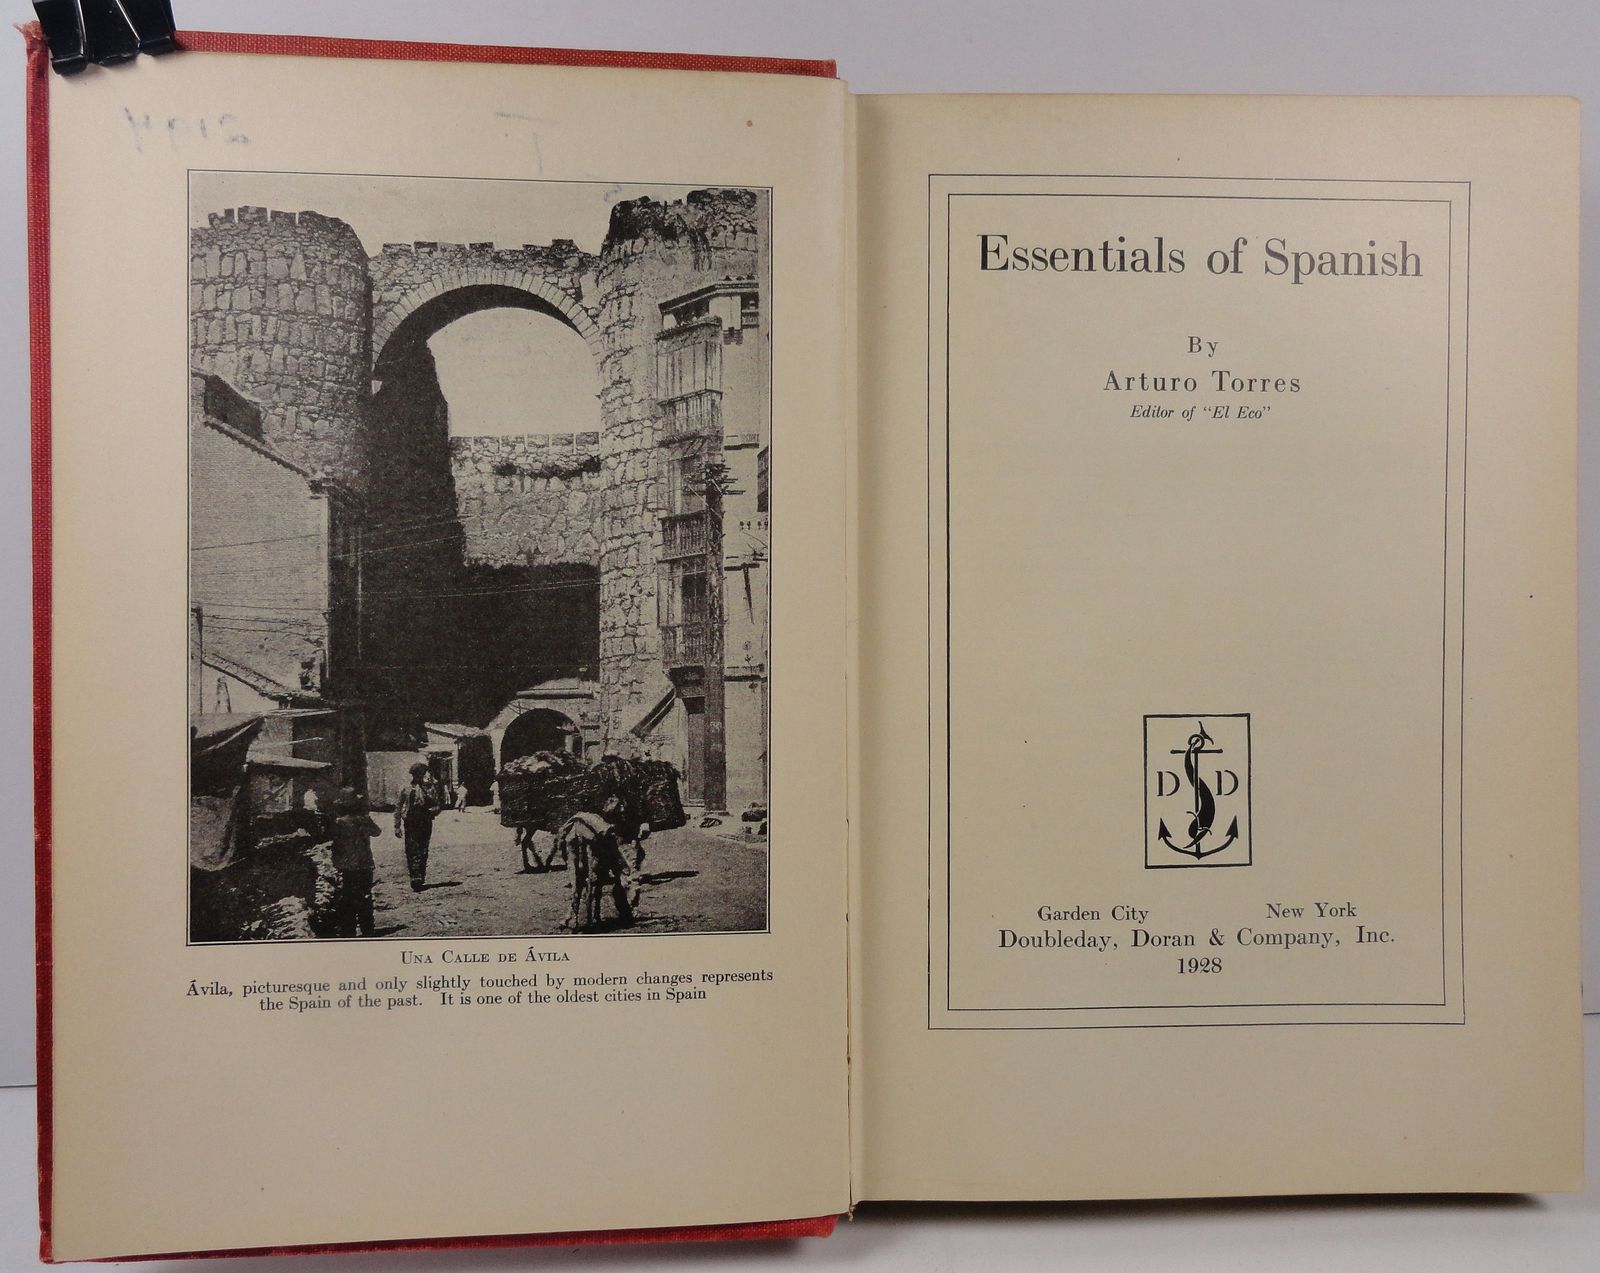 UNA CALLE DE ÁVILA
Ávila, picturesque and only slightly touched by modern changes represents
the Spain of the past. It is one of the oldest cities in Spain
Essentials of Spanish
By
Arturo Torres
Editor of "El Eco"
D D
Garden City New York
Doubleday, Doran & Company, Inc.
1928